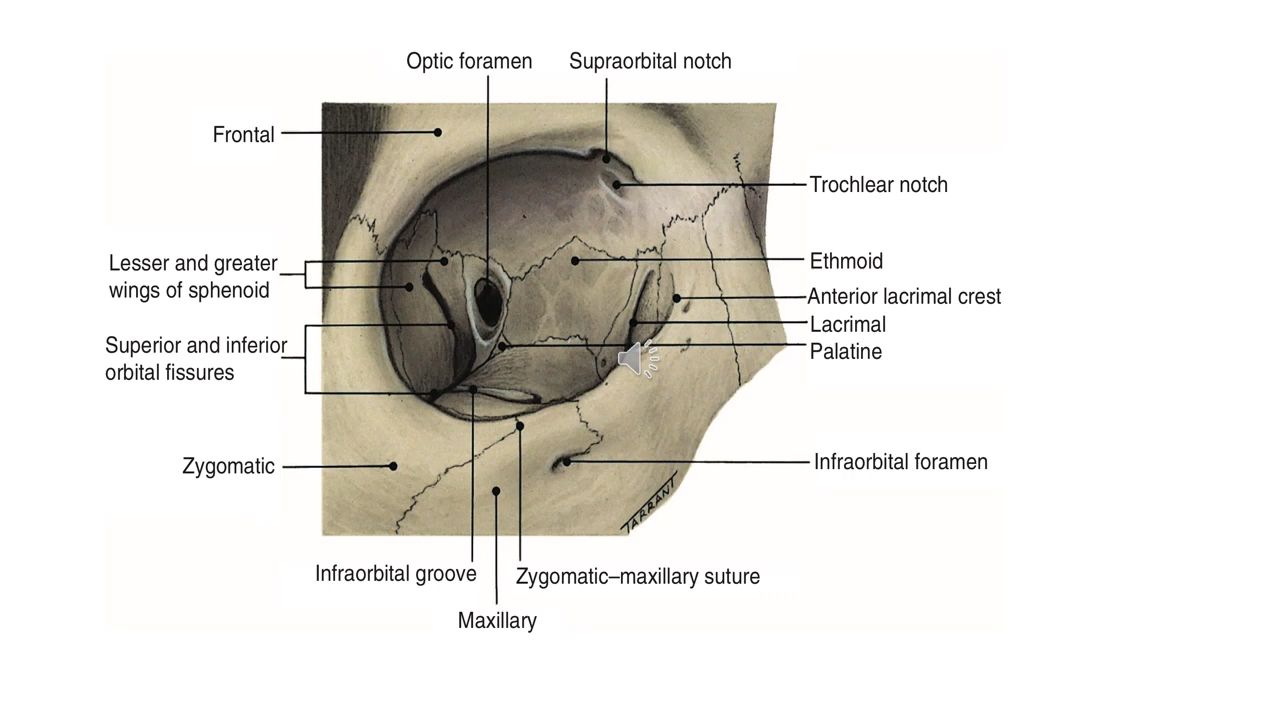 Optic foramen
Supraorbital notch
Frontal
Trochlear notch
Lesser and greater
wings of sphenoid
Ethmoid
Anterior lacrimal crest
Lacrimal
Superior and inferior
orbital fissures
Palatine
Zygomatic
Infraorbital foramen
TARRANT
Infraorbital groove
Zygomatic–maxillary suture
Maxillary